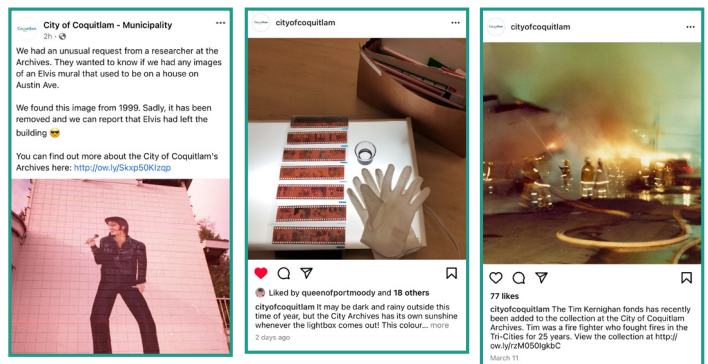 City of Coquitlam - Municipality
2h ·
We had an unusual request from a researcher at the
Archives. They wanted to know if we had any images
of an Elvis mural that used to be on a house on
Austin Ave.
We found this image from 1999. Sadly, it has been
removed and we can report that Elvis had left the
building 😎
You can find out more about the City of Coquitlam's
Archives here: http://ow.ly/Skxp50KIzqp
cityofcoquitlam
Liked by queenofportmoody and 18 others
cityofcoquitlam It may be dark and rainy outside this
time of year, but the City Archives has its own sunshine
whenever the lightbox comes out! This colour... more
2 days ago
cityofcoquitlam
77 likes
cityofcoquitlam The Tim Kernighan fonds has recently
been added to the collection at the City of Coquitlam
Archives. Tim was a fire fighter who fought fires in the
Tri-Cities for 25 years. View the collection at http://
ow.ly/rzM050IgkbC
March 11